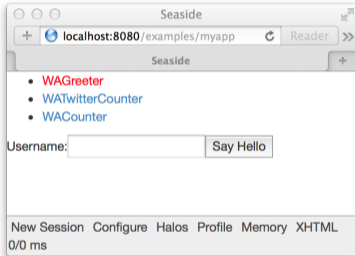 Seaside
localhost:8080/examples/myapp
Reader
Seaside
WAGreeter
WATwitterCounter
WACounter
Username:
Say Hello
New Session Configure Halos Profile Memory XHTML
0/0 ms